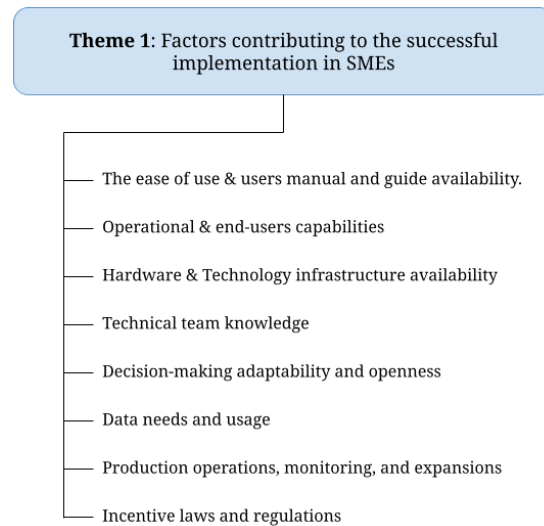 Theme 1: Factors contributing to the successful
implementation in SMEs
The ease of use & users manual and guide availability.
Operational & end-users capabilities
Hardware & Technology infrastructure availability
Technical team knowledge
Decision-making adaptability and openness
Data needs and usage
Production operations, monitoring, and expansions
Incentive laws and regulations